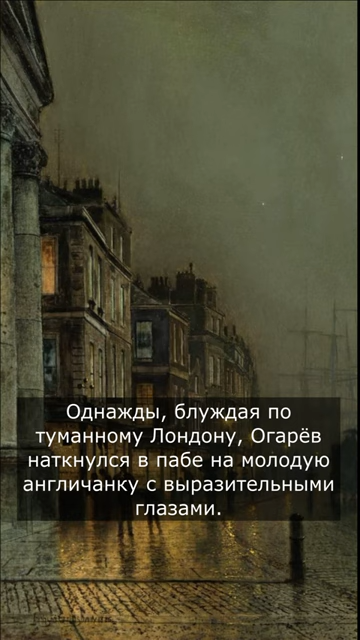 Однажды, блуждая по
туманному Лондону, Огарёв
наткнулся в пабе на молодую
англичанку с выразительными
глазами.